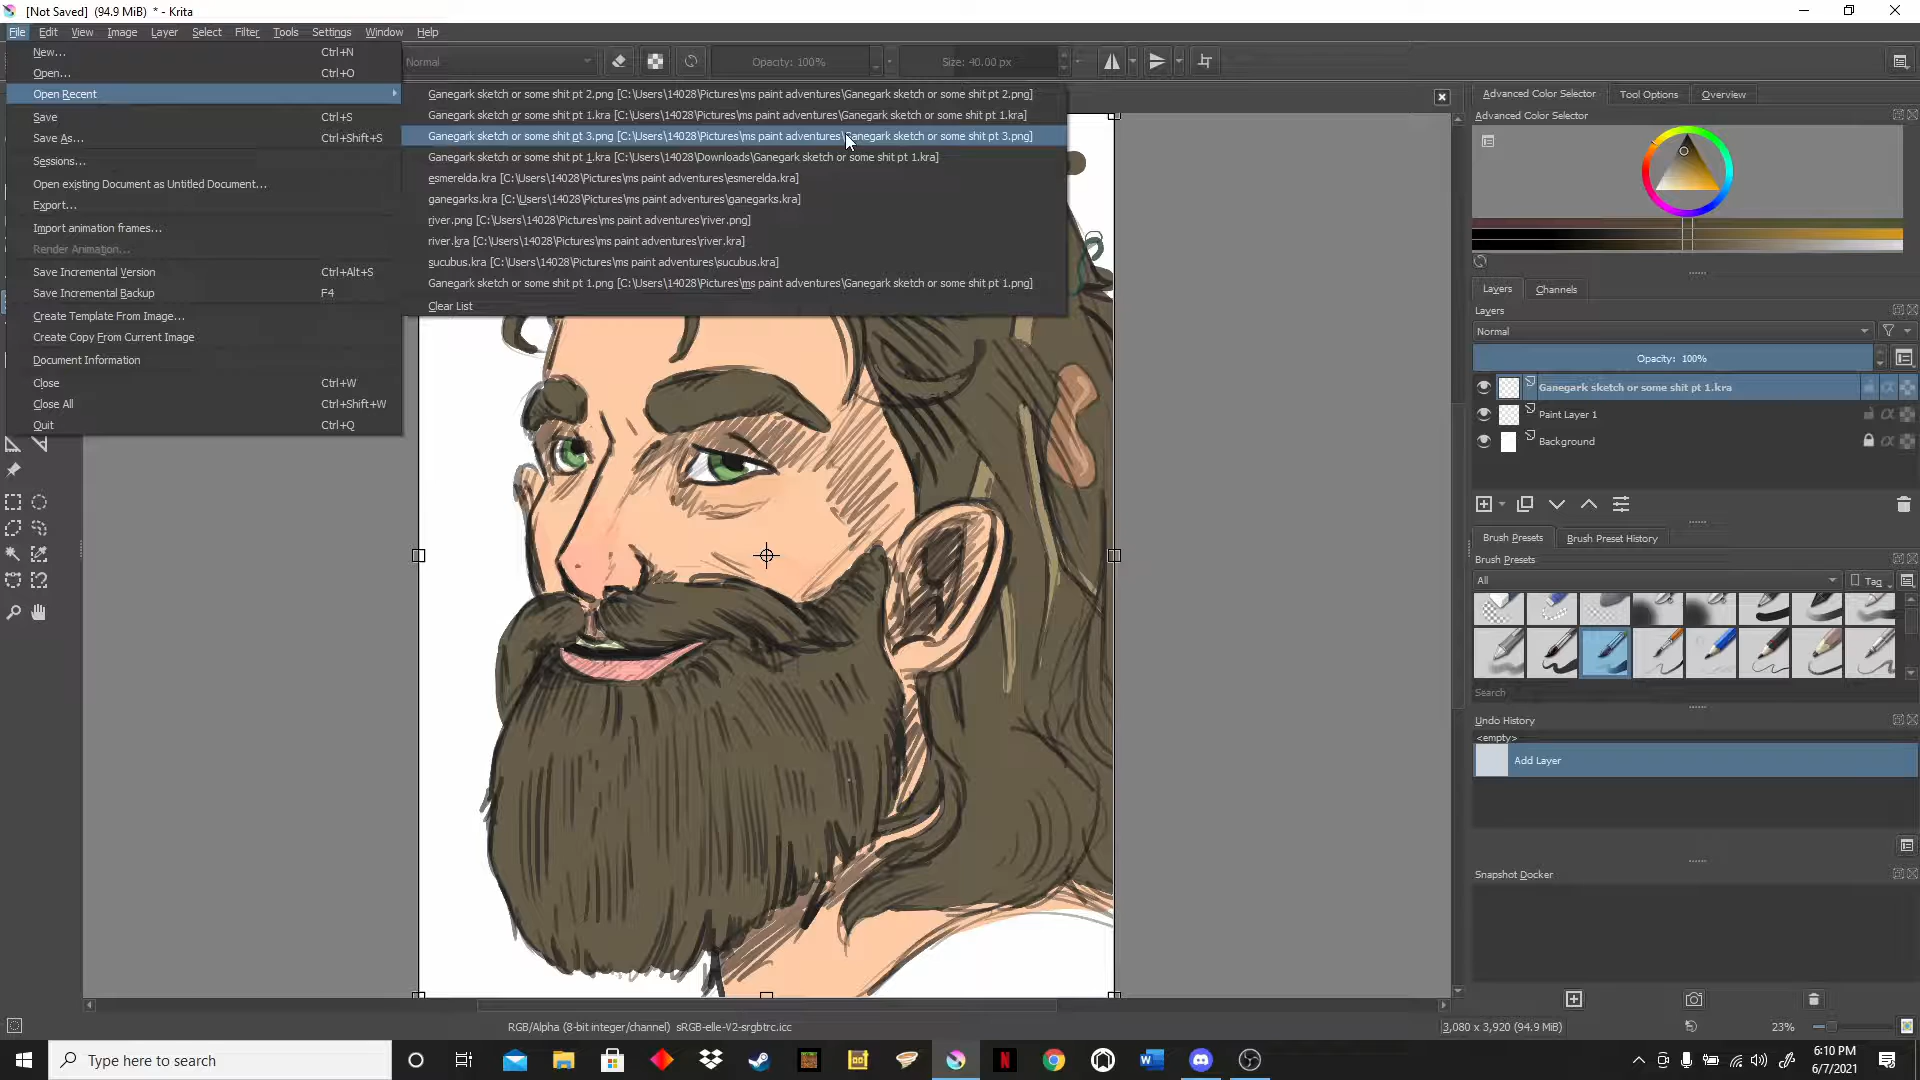 [Not Saved] (94.9 MiB) * - Krita
File Edit View Image Layer Select Filter Tools Settings Window Help
New... Ctrl+N
Open... Ctrl+O
Open Recent
Save Ctrl+S
Save As... Ctrl+Shift+S
Sessions...
Open existing Document as Untitled Document...
Export...
Import animation frames...
Render Animation...
Save Incremental Version Ctrl+Alt+S
Save Incremental Backup F4
Create Template From Image...
Create Copy From Current Image
Document Information
Close Ctrl+W
Close All Ctrl+Shift+W
Quit Ctrl+Q
Normal
Opacity: 100%
Size: 40.00 px
Ganegark sketch or some shit pt 2.png [C:\Users\14028\Pictures\ms paint adventures\Ganegark sketch or some shit pt 2.png]
Ganegark sketch or some shit pt 1.kra [C:\Users\14028\Pictures\ms paint adventures\Ganegark sketch or some shit pt 1.kra]
Ganegark sketch or some shit pt 3.png [C:\Users\14028\Pictures\ms paint adventures\Ganegark sketch or some shit pt 3.png]
Ganegark sketch or some shit pt 1.kra [C:\Users\14028\Downloads\Ganegark sketch or some shit pt 1.kra]
esmerelda.kra [C:\Users\14028\Pictures\ms paint adventures\esmerelda.kra]
ganegarks.kra [C:\Users\14028\Pictures\ms paint adventures\ganegarks.kra]
river.png [C:\Users\14028\Pictures\ms paint adventures\river.png]
river.kra [C:\Users\14028\Pictures\ms paint adventures\river.kra]
sucubus.kra [C:\Users\14028\Pictures\ms paint adventures\sucubus.kra]
Ganegark sketch or some shit pt 1.png [C:\Users\14028\Pictures\ms paint adventures\Ganegark sketch or some shit pt 1.png]
Clear List
Advanced Color Selector Tool Options Overview
Advanced Color Selector
Layers Channels
Layers
Normal
Opacity: 100%
Ganegark sketch or some shit pt 1.kra
Paint Layer 1
Background
Brush Presets Brush Preset History
Brush Presets
All
Tag
Search
Undo History
<empty>
Add Layer
Snapshot Docker
RGB/Alpha (8-bit integer/channel) sRGB-elle-V2-srgbtrc.icc
3,080 x 3,920 (94.9 MiB)
23%
Type here to search
6:10 PM
6/7/2021